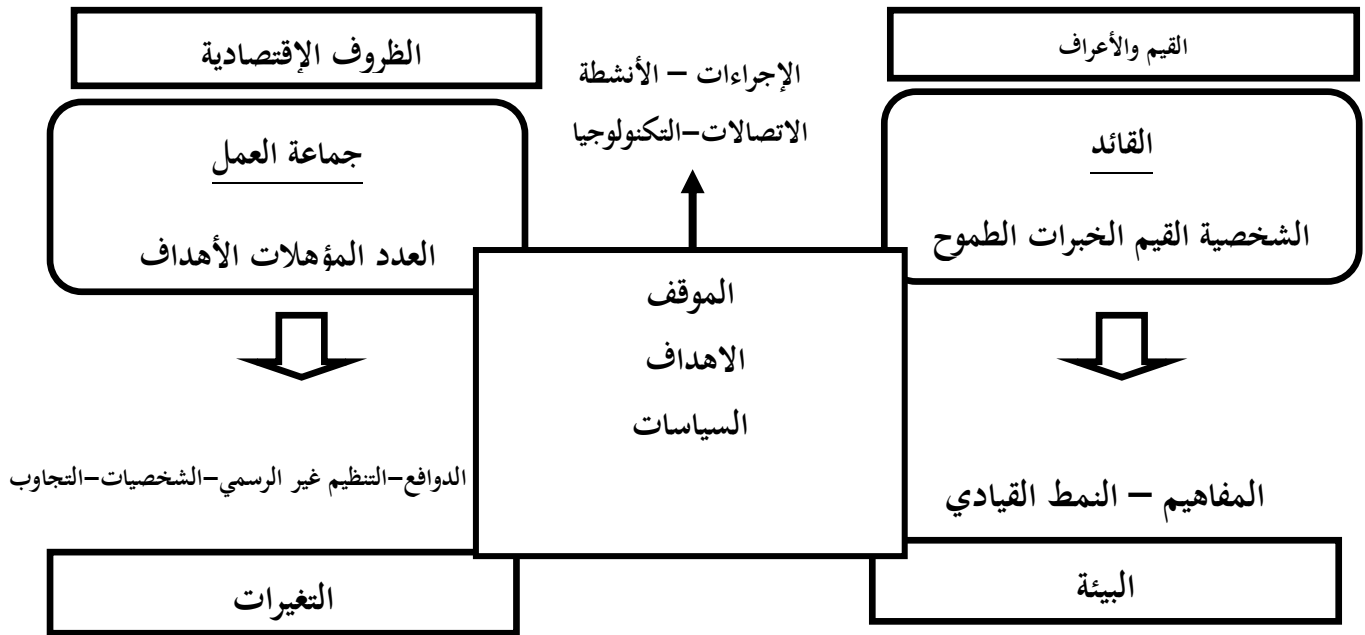 القيم والأعراف
الظروف الإقتصادية
الإجراءات – الأنشطة
الاتصالات–التكنولوجيا
القائد
الشخصية القيم الخبرات الطموح
جماعة العمل
العدد المؤهلات الأهداف
الموقف
الاهداف
السياسات
المفاهيم – النمط القيادي
الدوافع–التنظيم غير الرسمي–الشخصيات–التجاوب
البيئة
التغيرات